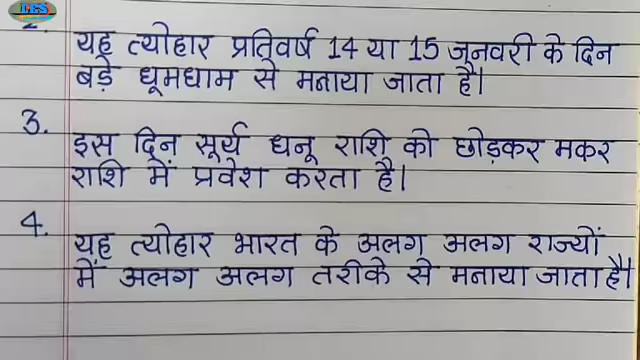 LES
2.
यह त्योहार प्रतिवर्ष 14 या 15 जनवरी के दिन
बड़े धूमधाम से मनाया जाता है।
3.
इस दिन सूर्य धनू राशि को छोड़कर मकर
राशि में प्रवेश करता है।
4.
यह त्योहार भारत के अलग अलग राज्यों
में अलग अलग तरीके से मनाया जाता है।